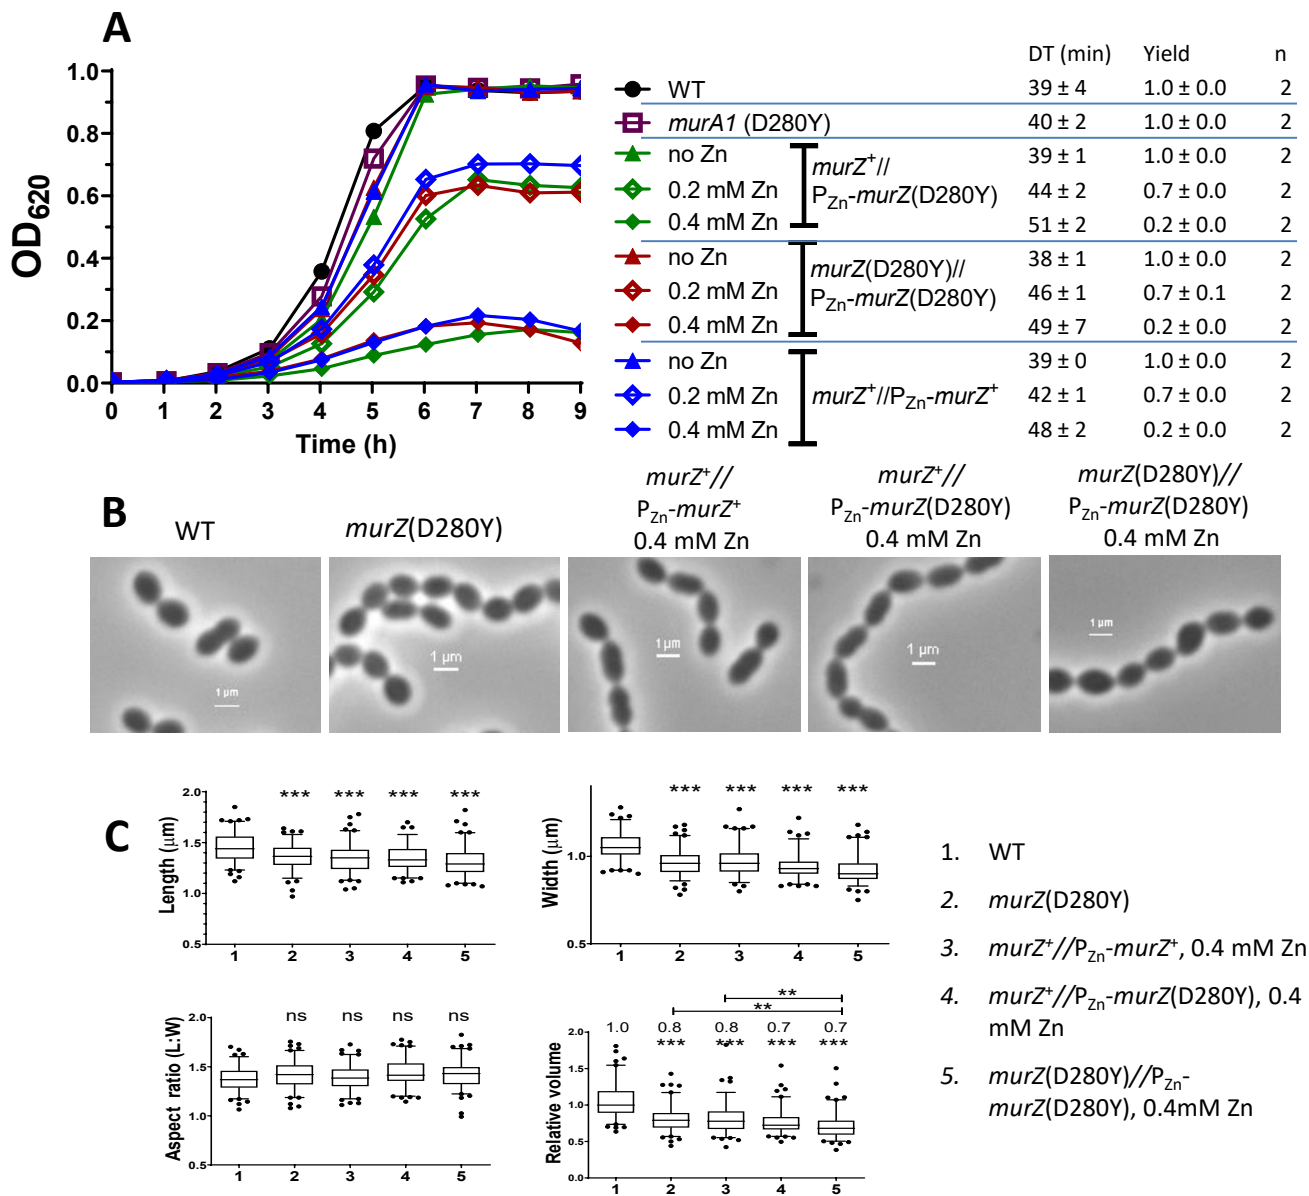 A
OD620
1.0
0.8
0.6
0.4
0.2
0.0
0 1 2 3 4 5 6 7 8 9
Time (h)
DT (min) Yield n
WT 39 ± 4 1.0 ± 0.0 2
murA1 (D280Y) 40 ± 2 1.0 ± 0.0 2
no Zn 39 ± 1 1.0 ± 0.0 2
0.2 mM Zn 44 ± 2 0.7 ± 0.0 2
0.4 mM Zn 51 ± 2 0.2 ± 0.0 2
murZ+//
PZn-murZ(D280Y)
no Zn 38 ± 1 1.0 ± 0.0 2
0.2 mM Zn 46 ± 1 0.7 ± 0.1 2
0.4 mM Zn 49 ± 7 0.2 ± 0.0 2
murZ(D280Y)//
PZn-murZ(D280Y)
no Zn 39 ± 0 1.0 ± 0.0 2
0.2 mM Zn 42 ± 1 0.7 ± 0.0 2
0.4 mM Zn 48 ± 2 0.2 ± 0.0 2
murZ+//PZn-murZ+
B
WT
murZ(D280Y)
murZ+//
PZn-murZ+
0.4 mM Zn
murZ+//
PZn-murZ(D280Y)
0.4 mM Zn
murZ(D280Y)//
PZn-murZ(D280Y)
0.4 mM Zn
1 µm
1 µm
1 µm
1 µm
1 µm
C
Length (µm)
2.0
1.5
1.0
0.5
*** *** *** ***
1 2 3 4 5
Width (µm)
1.0
0.5
*** *** *** ***
1 2 3 4 5
Aspect ratio (L:W)
2.0
1.5
1.0
0.5
ns ns ns ns
1 2 3 4 5
Relative volume
2.0
1.5
1.0
0.5
0.0
**
**
1.0 0.8 0.8 0.7 0.7
*** *** *** ***
1 2 3 4 5
1. WT
2. murZ(D280Y)
3. murZ+//PZn-murZ+, 0.4 mM Zn
4. murZ+//PZn-murZ(D280Y), 0.4
mM Zn
5. murZ(D280Y)//PZn-
murZ(D280Y), 0.4mM Zn